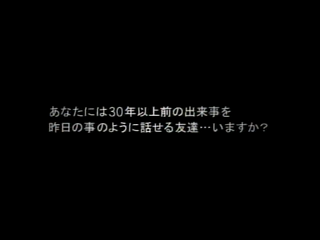 あなたには30年以上前の出来事を
昨日の事のように話せる友達…いますか?